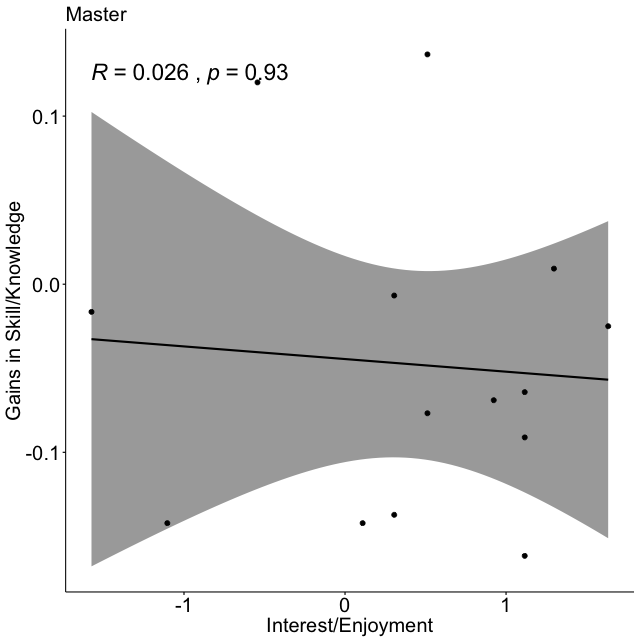 Master
R = 0.026 , p = 0.93
0.1
0.0
-0.1
Gains in Skill/Knowledge
-1 0 1
Interest/Enjoyment